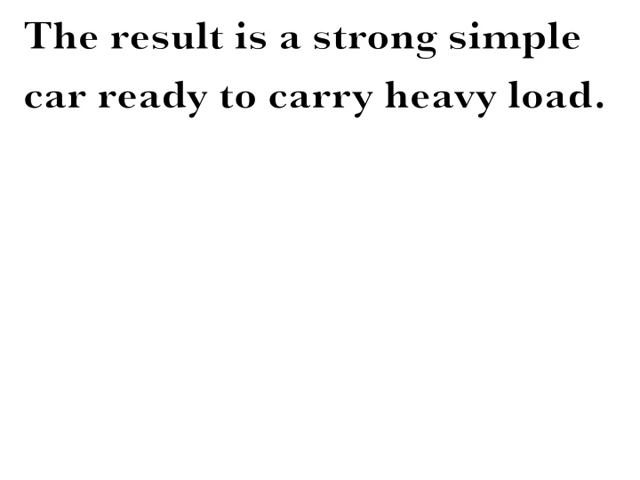 The result is a strong simple
car ready to carry heavy load.